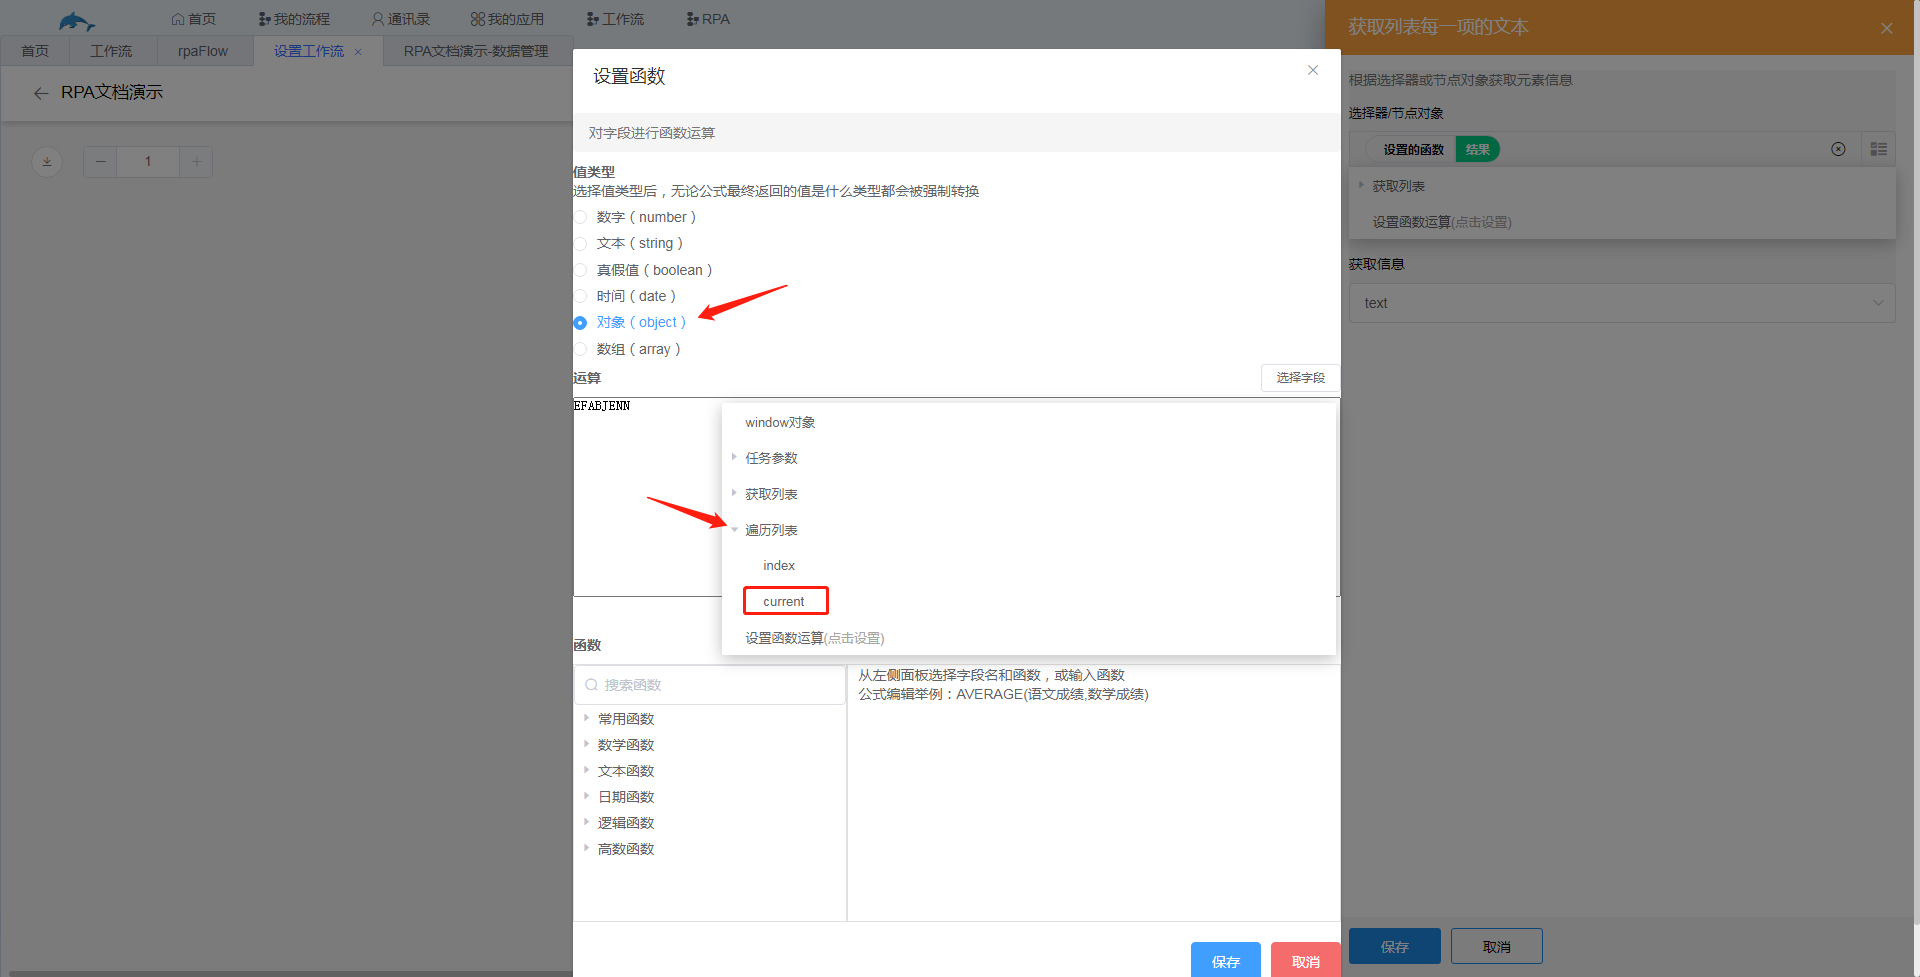 首页
我的流程
通讯录
我的应用
工作流
RPA
首页
工作流
rpaFlow
设置工作流
RPA文档演示-数据管理
RPA文档演示
1
设置函数
对字段进行函数运算
值类型
选择值类型后，无论公式最终返回的值是什么类型都会被强制转换
数字（number）
文本（string）
真假值（boolean）
时间（date）
对象（object）
数组（array）
运算
选择字段
EFABJENN
window对象
任务参数
获取列表
遍历列表
index
current
设置函数运算(点击设置)
函数
搜索函数
常用函数
数学函数
文本函数
日期函数
逻辑函数
高数函数
从左侧面板选择字段名和函数，或输入函数
公式编辑举例：AVERAGE(语文成绩,数学成绩)
保存
取消
获取列表每一项的文本
根据选择器或节点对象获取元素信息
选择器/节点对象
设置的函数
结果
获取列表
设置函数运算(点击设置)
获取信息
text
保存
取消